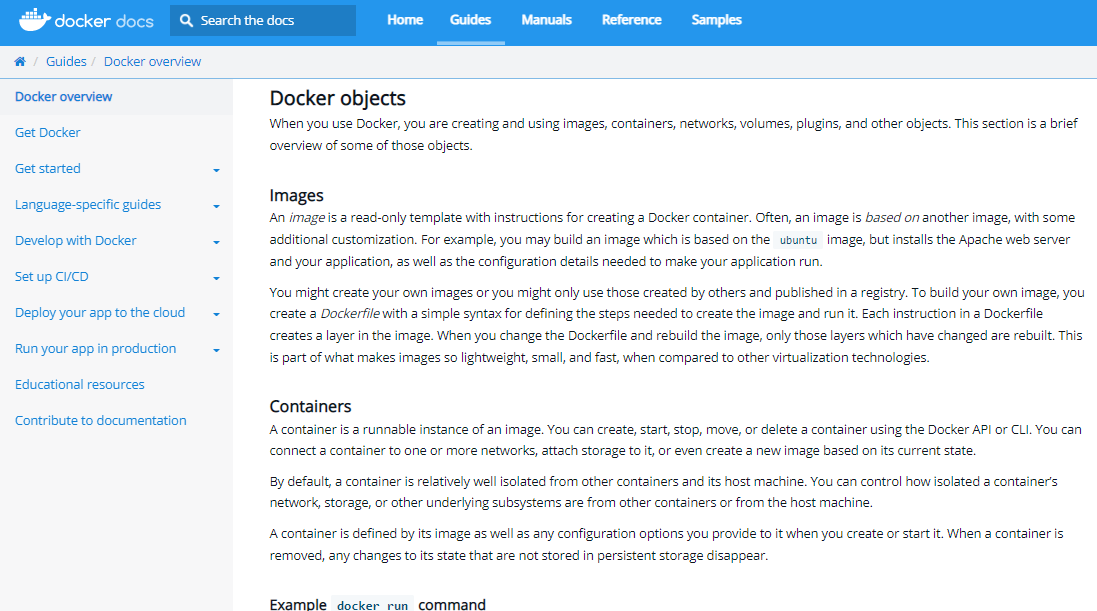 docker docs
Search the docs
Home
Guides
Manuals
Reference
Samples
/ Guides / Docker overview
Docker overview
Get Docker
Get started
Language-specific guides
Develop with Docker
Set up CI/CD
Deploy your app to the cloud
Run your app in production
Educational resources
Contribute to documentation
Docker objects
When you use Docker, you are creating and using images, containers, networks, volumes, plugins, and other objects. This section is a brief
overview of some of those objects.
Images
An image is a read-only template with instructions for creating a Docker container. Often, an image is based on another image, with some
additional customization. For example, you may build an image which is based on the ubuntu image, but installs the Apache web server
and your application, as well as the configuration details needed to make your application run.
You might create your own images or you might only use those created by others and published in a registry. To build your own image, you
create a Dockerfile with a simple syntax for defining the steps needed to create the image and run it. Each instruction in a Dockerfile
creates a layer in the image. When you change the Dockerfile and rebuild the image, only those layers which have changed are rebuilt. This
is part of what makes images so lightweight, small, and fast, when compared to other virtualization technologies.
Containers
A container is a runnable instance of an image. You can create, start, stop, move, or delete a container using the Docker API or CLI. You can
connect a container to one or more networks, attach storage to it, or even create a new image based on its current state.
By default, a container is relatively well isolated from other containers and its host machine. You can control how isolated a container's
network, storage, or other underlying subsystems are from other containers or from the host machine.
A container is defined by its image as well as any configuration options you provide to it when you create or start it. When a container is
removed, any changes to its state that are not stored in persistent storage disappear.
Example docker run command